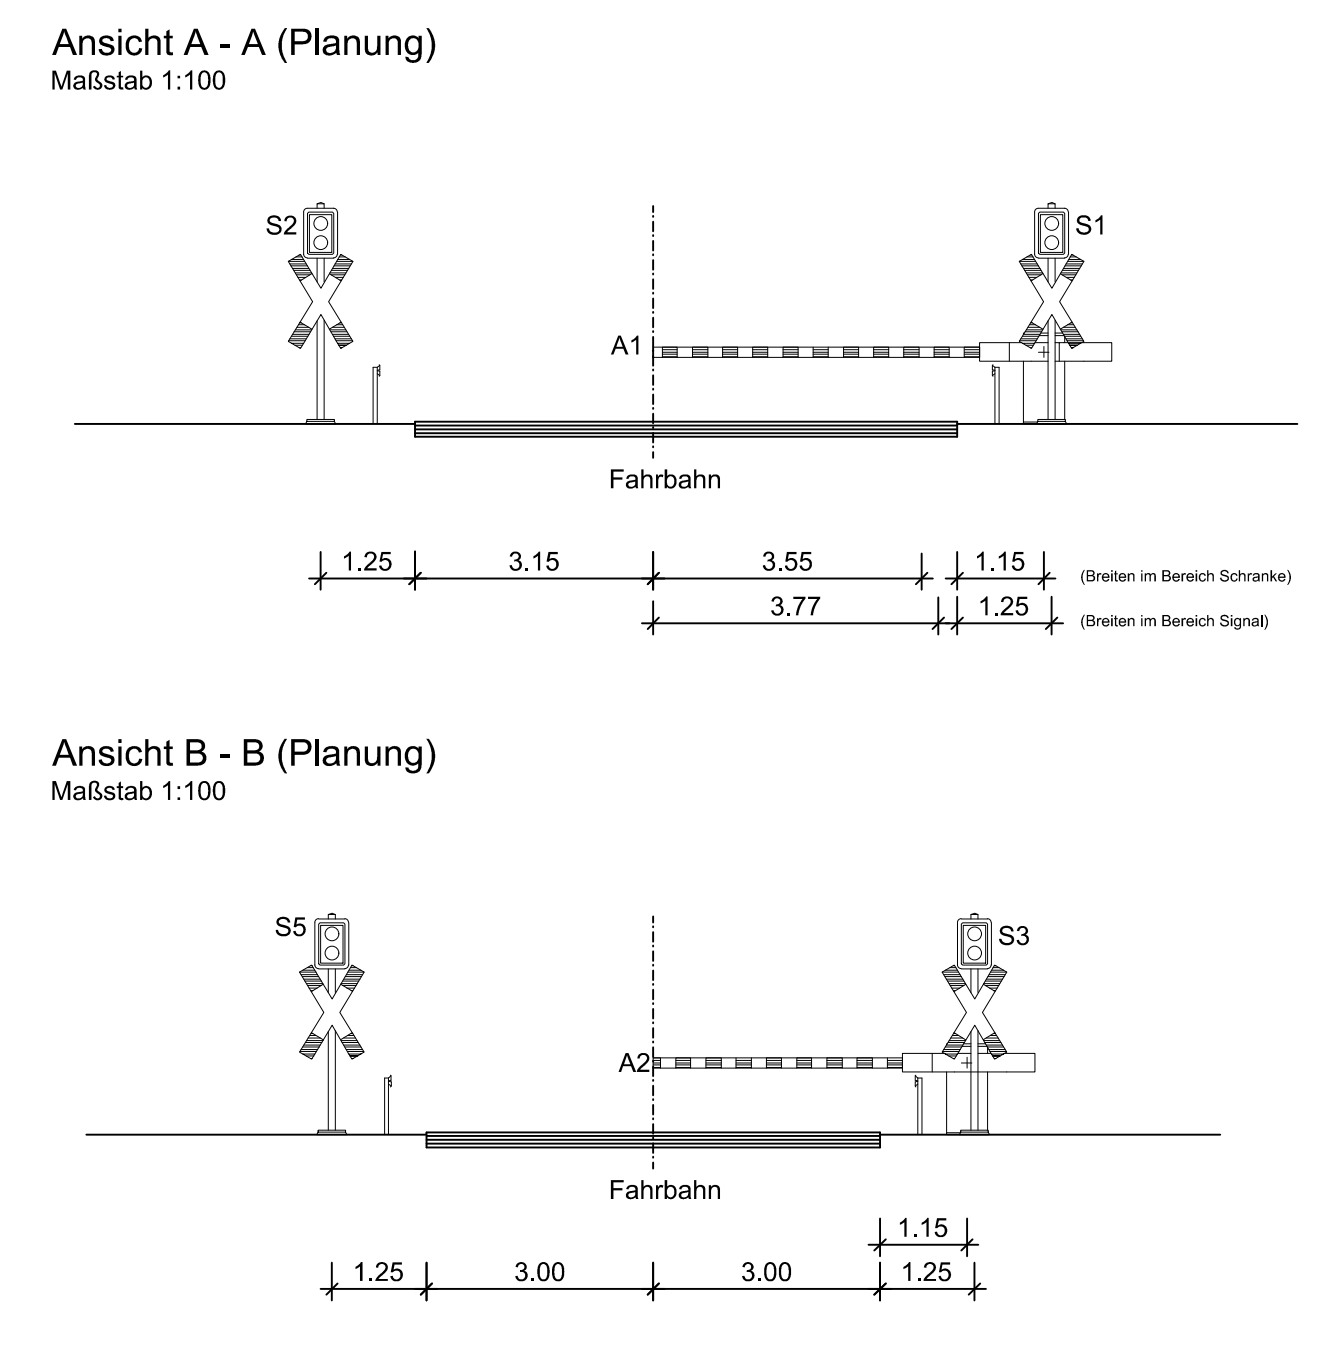 Ansicht A - A (Planung)
Maßstab 1:100
S2
S1
A1
Fahrbahn
1.25 3.15 3.55 1.15 (Breiten im Bereich Schranke)
3.77 1.25 (Breiten im Bereich Signal)
Ansicht B - B (Planung)
Maßstab 1:100
S5
S3
A2
Fahrbahn
1.15
1.25 3.00 3.00 1.25